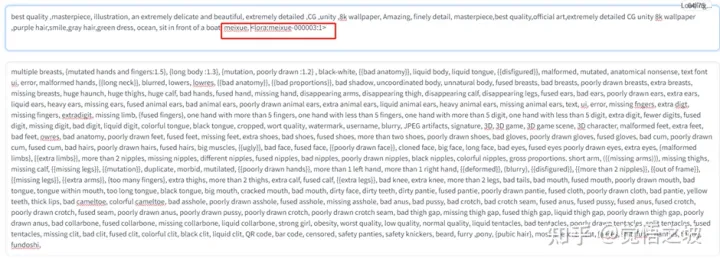 best quality ,masterpiece, illustration, an extremely delicate and beautiful, extremely detailed ,CG ,unity ,8k wallpaper, Amazing, finely detail, masterpiece,best quality,official art,extremely detailed CG unity 8k wallpaper
,purple hair,smile,gray hair,green dress, ocean, sit in front of a boat, meixue, <lora:meixue-000003:1>
multiple breasts, (mutated hands and fingers:1.5), (long body :1.3), (mutation, poorly drawn :1.2) , black-white, {{bad anatomy}}, liquid body, liquid tongue, {{disfigured}}, malformed, mutated, anatomical nonsense, text font
ui, error, malformed hands, {{long neck}}, blurred, lowers, lowres, {{bad anatomy}}, {{bad proportions}}, bad shadow, uncoordinated body, unnatural body, fused breasts, bad breasts, poorly drawn breasts, extra breasts,
missing breasts, huge haunch, huge thighs, huge calf, bad hands, fused hand, missing hand, disappearing arms, disappearing thigh, disappearing calf, disappearing legs, fused ears, bad ears, poorly drawn ears, extra ears,
liquid ears, heavy ears, missing ears, fused animal ears, bad animal ears, poorly drawn animal ears, extra animal ears, liquid animal ears, heavy animal ears, missing animal ears, text, ui, error, missing fingers, extra digit,
missing fingers, extradigit, missing limb, (fused fingers), one hand with more than 5 fingers, one hand with less than 5 fingers, one hand with more than 5 digit, one hand with less than 5 digit, extra digit, fewer digits, fused
digit, missing digit, bad digit, liquid digit, colorful tongue, black tongue, cropped, wort quality, watermark, username, blurry, JPEG artifacts, signature, 3D, 3D game, 3D game scene, 3D character, malformed feet, extra feet,
bad feet, owres, bad anatomy, poorly drawn feet, fused feet, missing feet, extra shoes, bad shoes, fused shoes, more than two shoes, poorly drawn shoes, bad gloves, poorly drawn gloves, fused gloves, bad cum, poorly drawn
cum, fused cum, bad hairs, poorly drawn hairs, fused hairs, big muscles, {{ugly}}, bad face, fused face, {{poorly drawn face}}, cloned face, big face, long face, bad eyes, fused eyes poorly drawn eyes, extra eyes, {malformed
limbs}, {{extra limbs}}, more than 2 nipples, missing nipples, different nipples, fused nipples, bad nipples, poorly drawn nipples, black nipples, colorful nipples, gross proportions. short arm, (((missing arms))), missing thighs,
missing calf, {{missing legs}}, {{mutation}}, duplicate, morbid, mutilated, {{poorly drawn hands}}, more than 1 left hand, more than 1 right hand, {{deformed}}, (blurry), {{disfigured}}, {{more than 2 nipples}}, {{out of frame}},
{{missing legs}}, {{extra arms}}, {{too many fingers}}, extra thighs, more than 2 thighs, extra calf, fused calf, {{extra legs}}, bad knee, extra knee, more than 2 legs, bad tails, bad mouth, fused mouth, poorly drawn mouth, bad
tongue, tongue within mouth, too long tongue, black tongue, big mouth, cracked mouth, bad mouth, dirty face, dirty teeth, dirty pantie, fused pantie, poorly drawn pantie, fused cloth, poorly drawn cloth, bad pantie, yellow
teeth, thick lips, bad cameltoe, colorful cameltoe, bad asshole, poorly drawn asshole, fused asshole, missing asshole, bad anus, bad pussy, bad crotch, bad crotch seam, fused anus, fused pussy, fused anus, fused crotch,
poorly drawn crotch, fused seam, poorly drawn anus, poorly drawn pussy, poorly drawn crotch, poorly drawn crotch seam, bad thigh gap, missing thigh gap, fused thigh gap, liquid thigh gap, poorly drawn thigh gap, poorly
drawn anus, bad collarbone, fused collarbone, missing collarbone, liquid collarbone, strong girl, obesity, worst quality, low quality, normal quality, liquid tentacles, bad tentacles, poorly drawn tentacles, split tentacles, fused
tentacles, missing clit, bad clit, fused clit, colorful clit, black clit, liquid clit, QR code, bar code, censored, safety panties, safety knickers, beard, furry ,pony, (pubic hair),
fundoshi,
知乎 @觉悟之坡